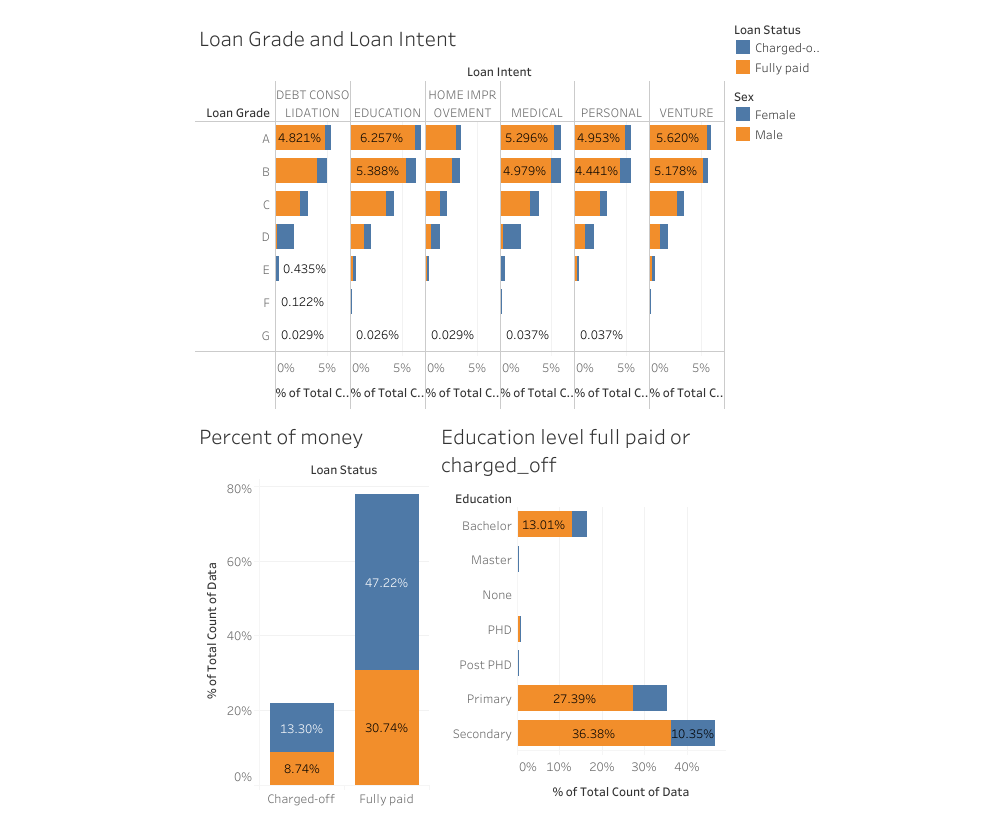 Loan Grade and Loan Intent
Loan Status
Charged-o..
Fully paid
Sex
Female
Male
Loan Intent
Loan Grade
DEBT CONSO
LIDATION
EDUCATION
HOME IMPR
OVEMENT
MEDICAL
PERSONAL
VENTURE
A 4.821% 6.257% 5.296% 4.953% 5.620%
B 5.388% 4.979% 4.441% 5.178%
C
D
E 0.435%
F 0.122%
G 0.029% 0.026% 0.029% 0.037% 0.037%
0% 5% 0% 5% 0% 5% 0% 5% 0% 5% 0% 5%
% of Total C.. % of Total C.. % of Total C.. % of Total C.. % of Total C.. % of Total C..
Percent of money
Loan Status
% of Total Count of Data
80%
60%
40%
20%
0%
47.22%
30.74%
13.30%
8.74%
Charged-off Fully paid
Education level full paid or
charged_off
Education
Bachelor 13.01%
Master
None
PHD
Post PHD
Primary 27.39%
Secondary 36.38% 10.35%
0% 10% 20% 30% 40%
% of Total Count of Data